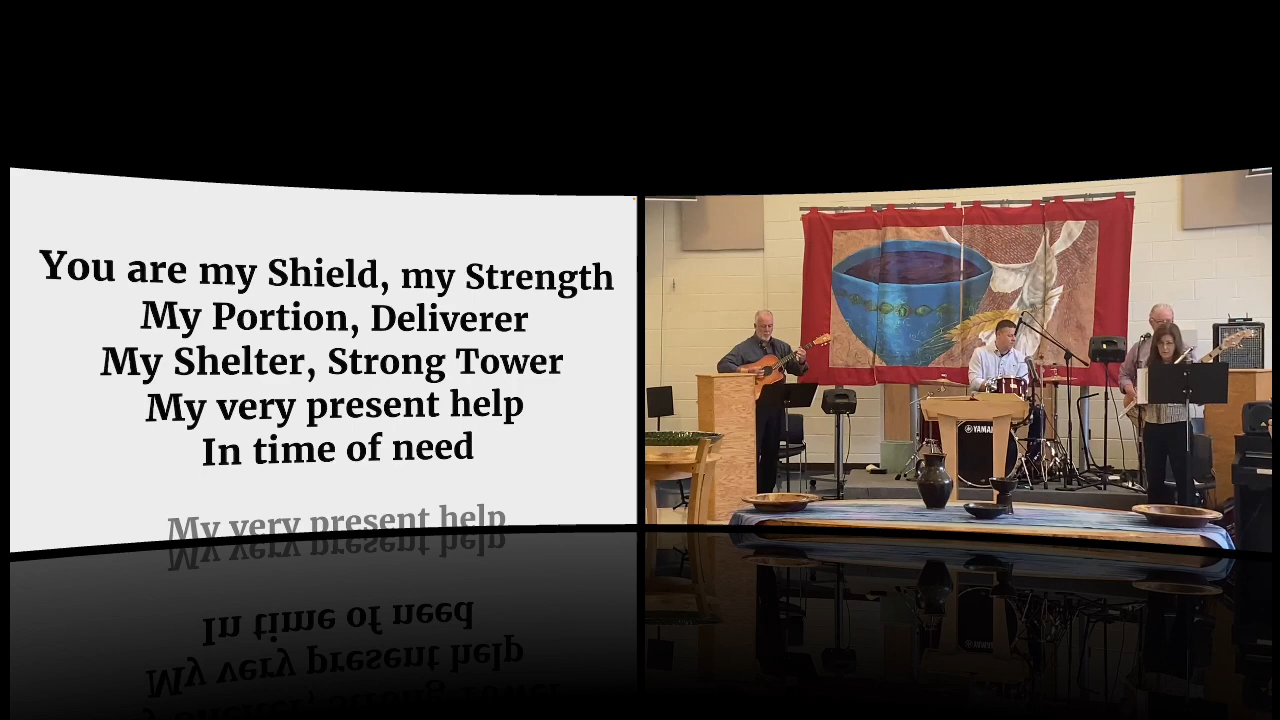 You are my Shield, my Strength
My Portion, Deliverer
My Shelter, Strong Tower
My very present help
In time of need
My very present help
YAMAHA